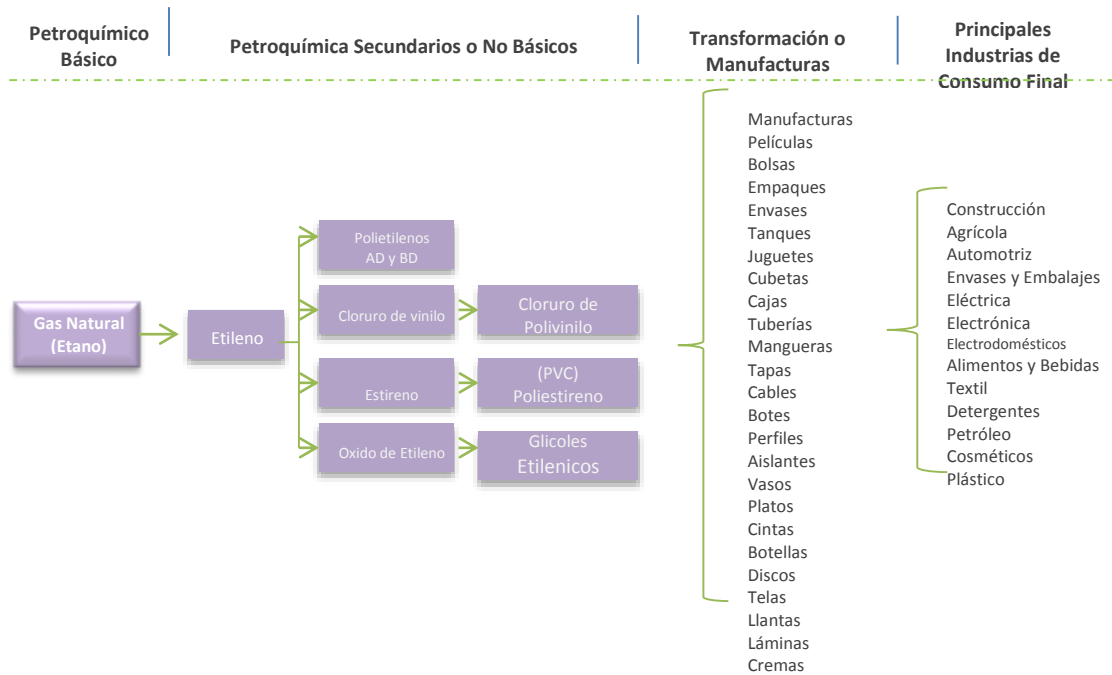 Petroquímico
Básico
Petroquímica Secundarios o No Básicos
Transformación o
Manufacturas
Principales
Industrias de
Consumo Final
Gas Natural
(Etano)
Etileno
Polietilenos
AD y BD
Cloruro de vinilo
Cloruro de
Polivinilo
Estireno
(PVC)
Poliestireno
Oxido de Etileno
Glicoles
Etilenicos
Manufacturas
Películas
Bolsas
Empaques
Envases
Tanques
Juguetes
Cubetas
Cajas
Tuberías
Mangueras
Tapas
Cables
Botes
Perfiles
Aislantes
Vasos
Platos
Cintas
Botellas
Discos
Telas
Llantas
Láminas
Cremas
Construcción
Agrícola
Automotriz
Envases y Embalajes
Eléctrica
Electrónica
Electrodomésticos
Alimentos y Bebidas
Textil
Detergentes
Petróleo
Cosméticos
Plástico